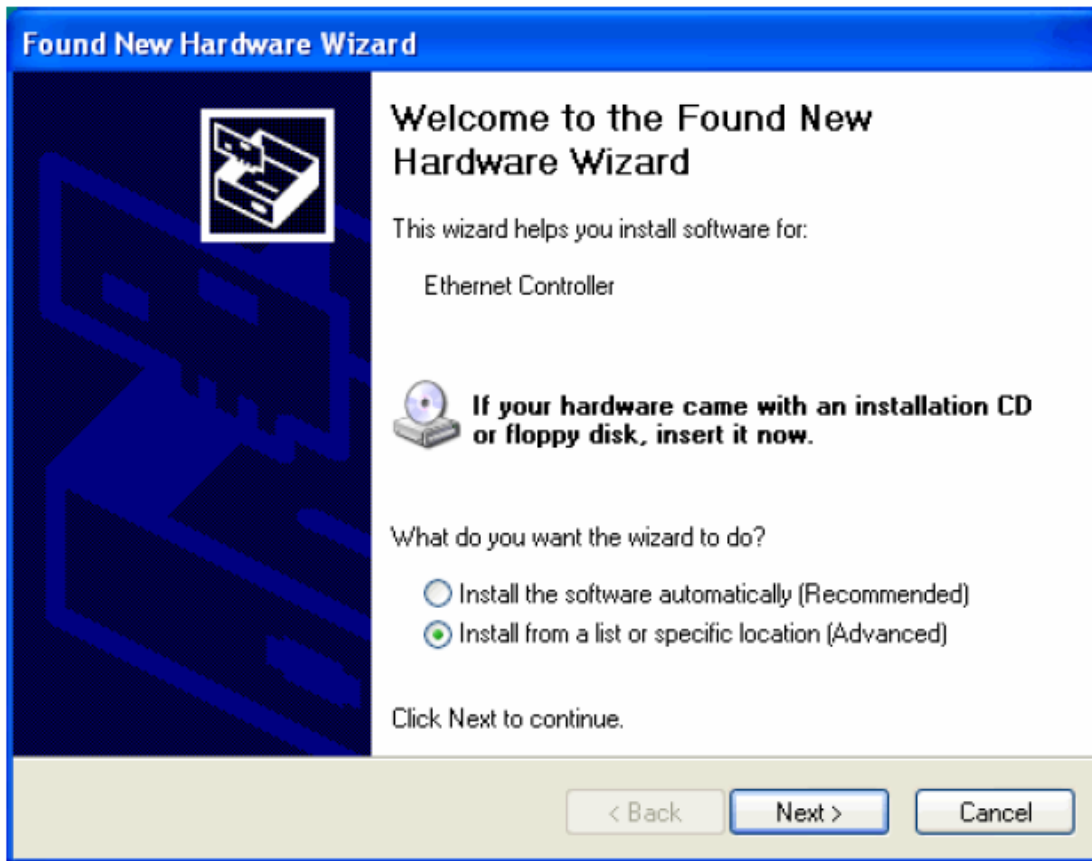 Found New Hardware Wizard
Welcome to the Found New
Hardware Wizard
This wizard helps you install software for:
Ethernet Controller
If your hardware came with an installation CD
or floppy disk, insert it now.
What do you want the wizard to do?
Install the software automatically (Recommended)
Install from a list or specific location (Advanced)
Click Next to continue.
< Back Next > Cancel